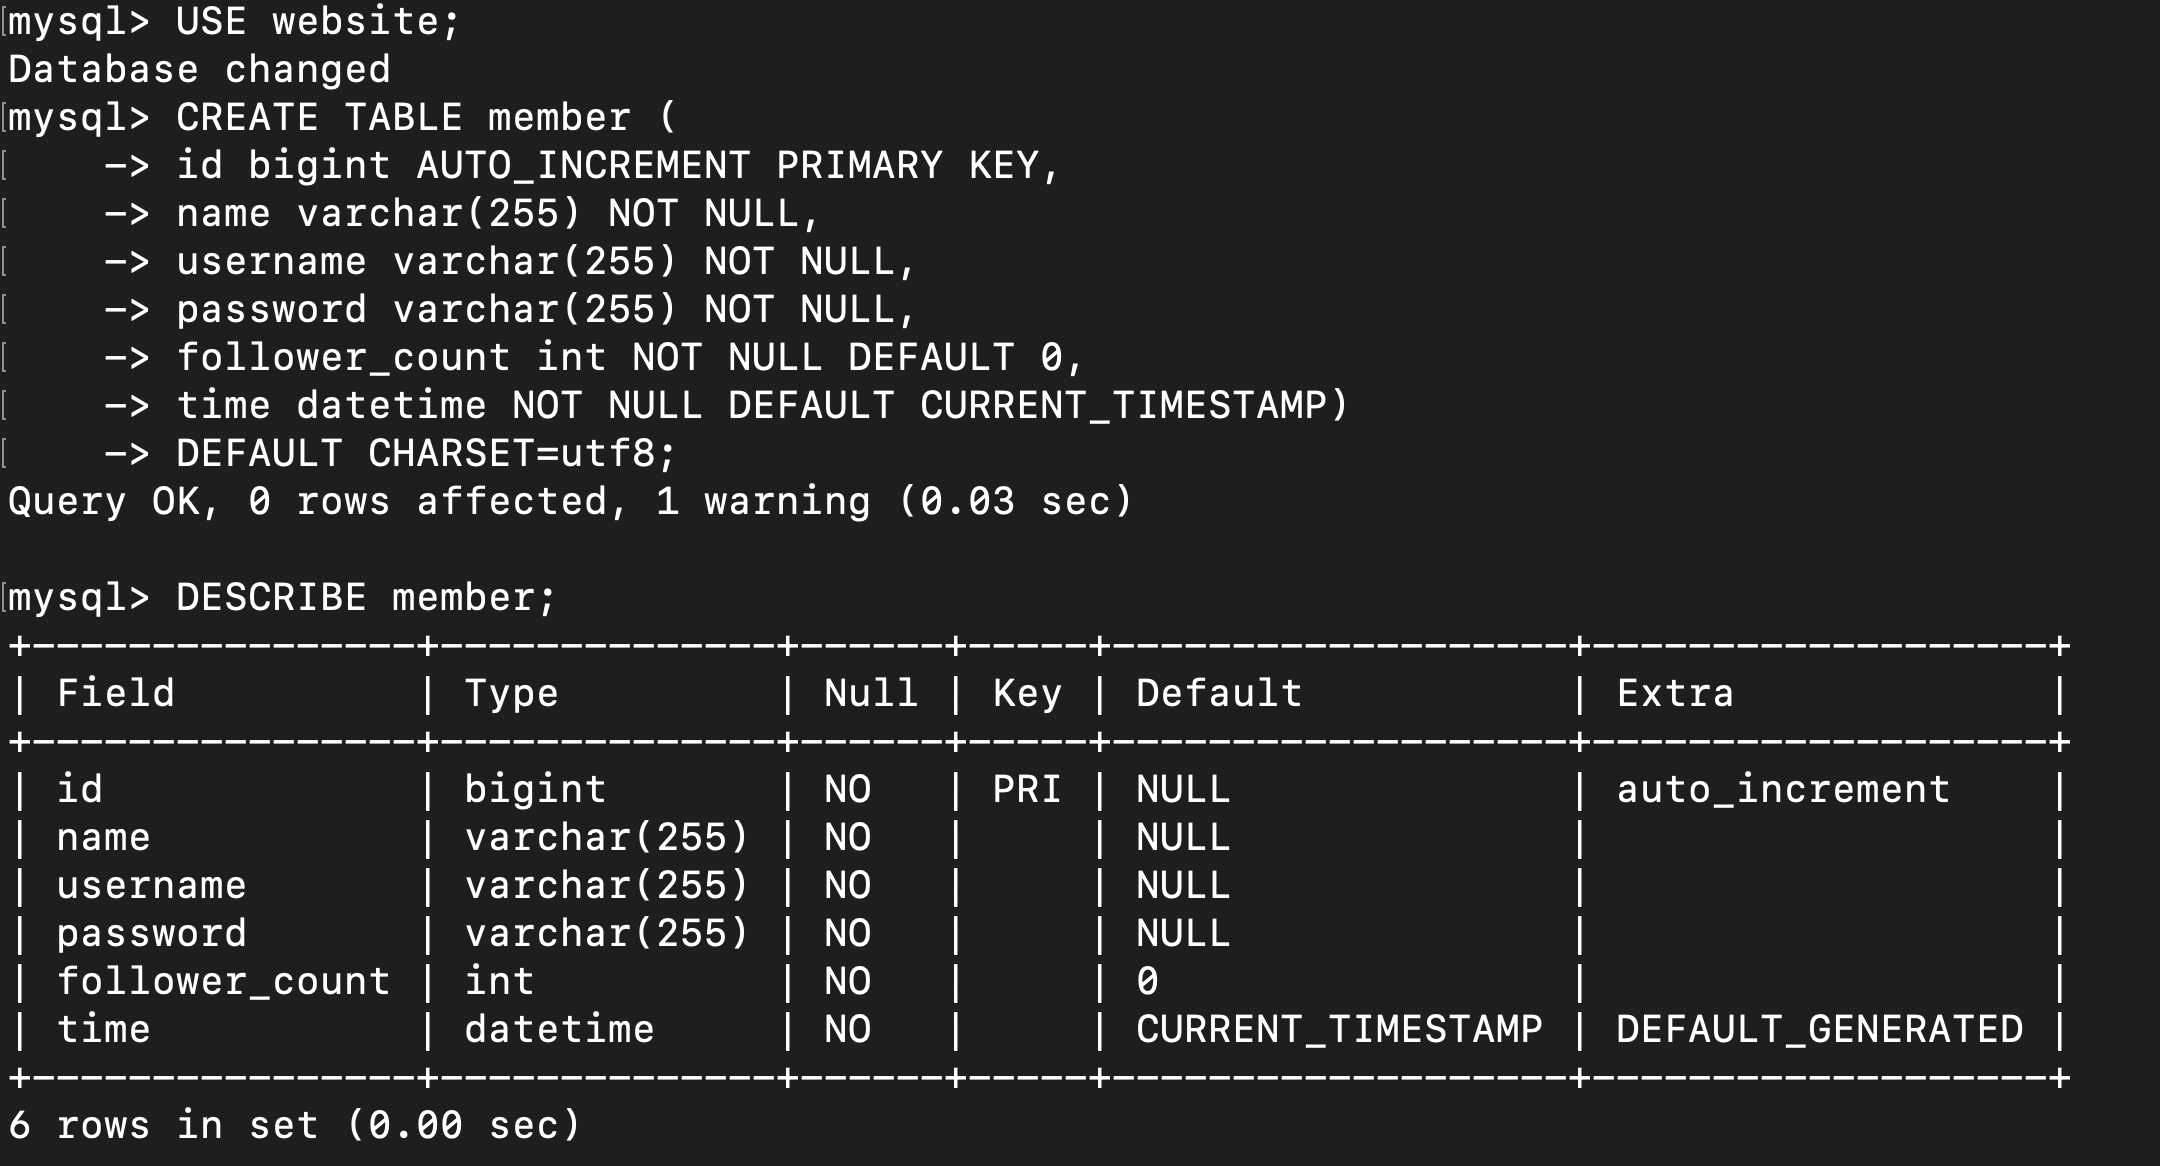 mysql> USE website;
Database changed
mysql> CREATE TABLE member (
    -> id bigint AUTO_INCREMENT PRIMARY KEY,
    -> name varchar(255) NOT NULL,
    -> username varchar(255) NOT NULL,
    -> password varchar(255) NOT NULL,
    -> follower_count int NOT NULL DEFAULT 0,
    -> time datetime NOT NULL DEFAULT CURRENT_TIMESTAMP)
    -> DEFAULT CHARSET=utf8;
Query OK, 0 rows affected, 1 warning (0.03 sec)

mysql> DESCRIBE member;
+----------------+--------------+------+-----+-------------------+-------------------+
| Field          | Type         | Null | Key | Default           | Extra             |
+----------------+--------------+------+-----+-------------------+-------------------+
| id             | bigint       | NO   | PRI | NULL              | auto_increment    |
| name           | varchar(255) | NO   |     | NULL              |                   |
| username       | varchar(255) | NO   |     | NULL              |                   |
| password       | varchar(255) | NO   |     | NULL              |                   |
| follower_count | int          | NO   |     | 0                 |                   |
| time           | datetime     | NO   |     | CURRENT_TIMESTAMP | DEFAULT_GENERATED |
+----------------+--------------+------+-----+-------------------+-------------------+
6 rows in set (0.00 sec)